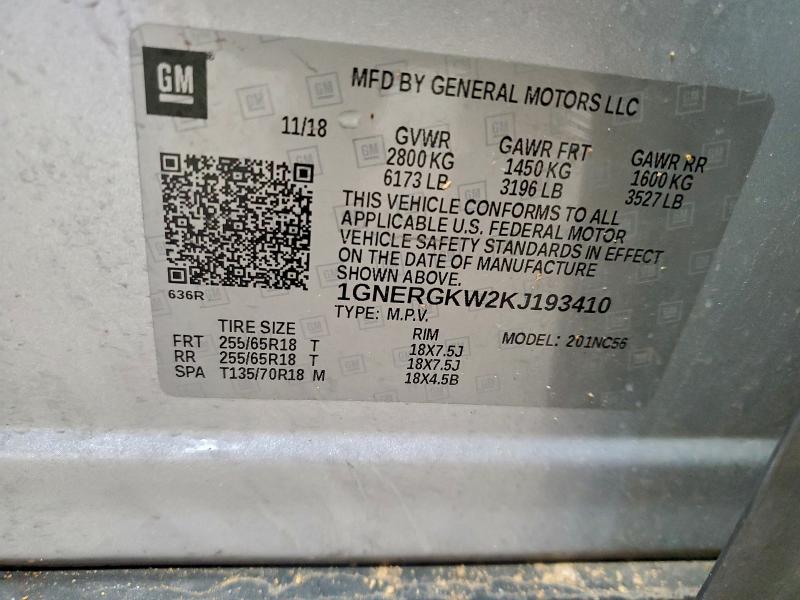 GM
MFD BY GENERAL MOTORS LLC
11/18
GVWR
2800 KG
6173 LB
GAWR FRT
1450 KG
3196 LB
GAWR RR
1600 KG
3527 LB
THIS VEHICLE CONFORMS TO ALL
APPLICABLE U.S. FEDERAL MOTOR
VEHICLE SAFETY STANDARDS IN EFFECT
ON THE DATE OF MANUFACTURE
SHOWN ABOVE.
636R
1GNERGKW2KJ193410
TYPE: M.P.V.
MODEL: 201NC56
TIRE SIZE RIM
FRT 255/65R18 T 18X7.5J
RR 255/65R18 T 18X7.5J
SPA T135/70R18 M 18X4.5B